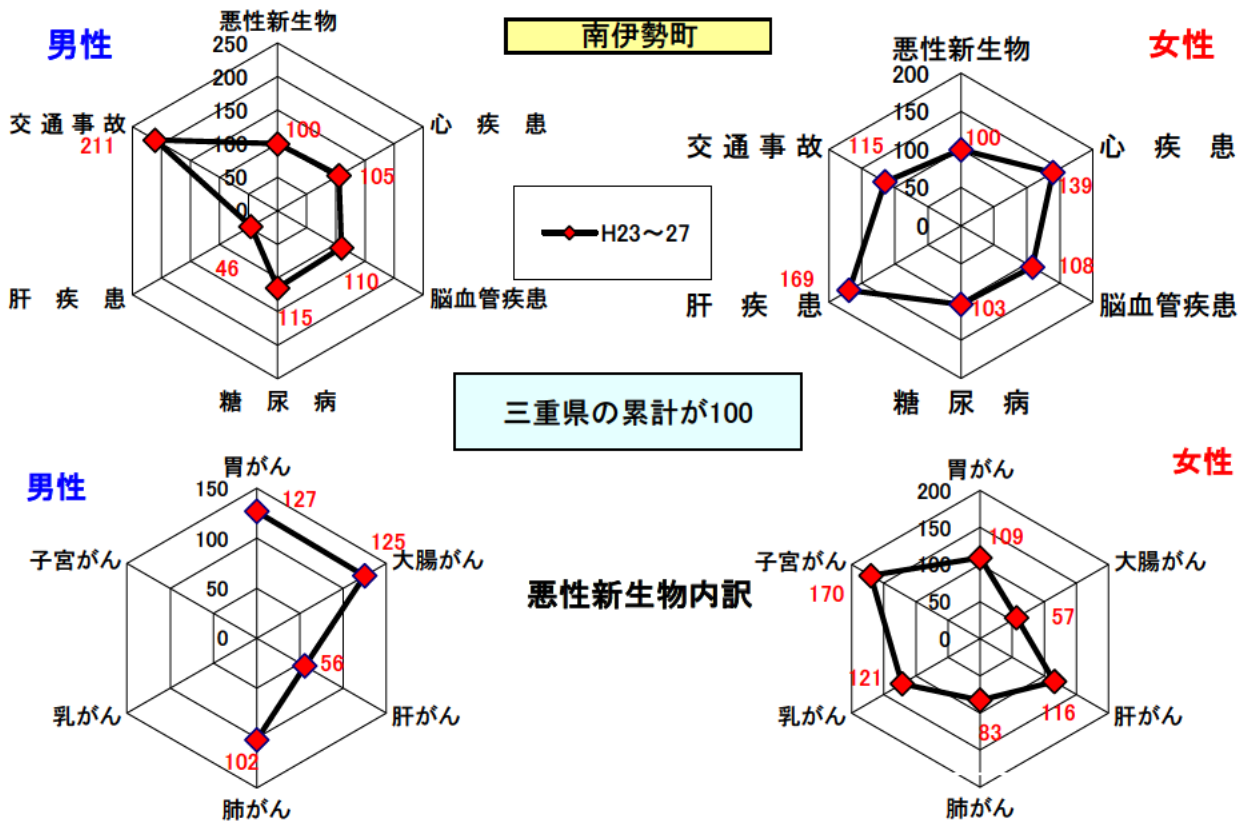 南伊勢町
男性
悪性新生物
250
200
150
100
50
0
心 疾 患
脳血管疾患
糖 尿 病
肝 疾 患
交 通 事 故
100
105
110
115
46
211
H23～27
女性
悪性新生物
200
150
100
50
0
心 疾 患
脳血管疾患
糖 尿 病
肝 疾 患
交 通 事 故
100
139
108
103
169
115
三重県の累計が100
男性
胃がん
150
100
50
0
大腸がん
肝がん
肺がん
乳がん
子宮がん
127
125
56
102
悪性新生物内訳
女性
胃がん
200
150
100
50
0
大腸がん
肝がん
肺がん
乳がん
子宮がん
109
57
116
83
121
170